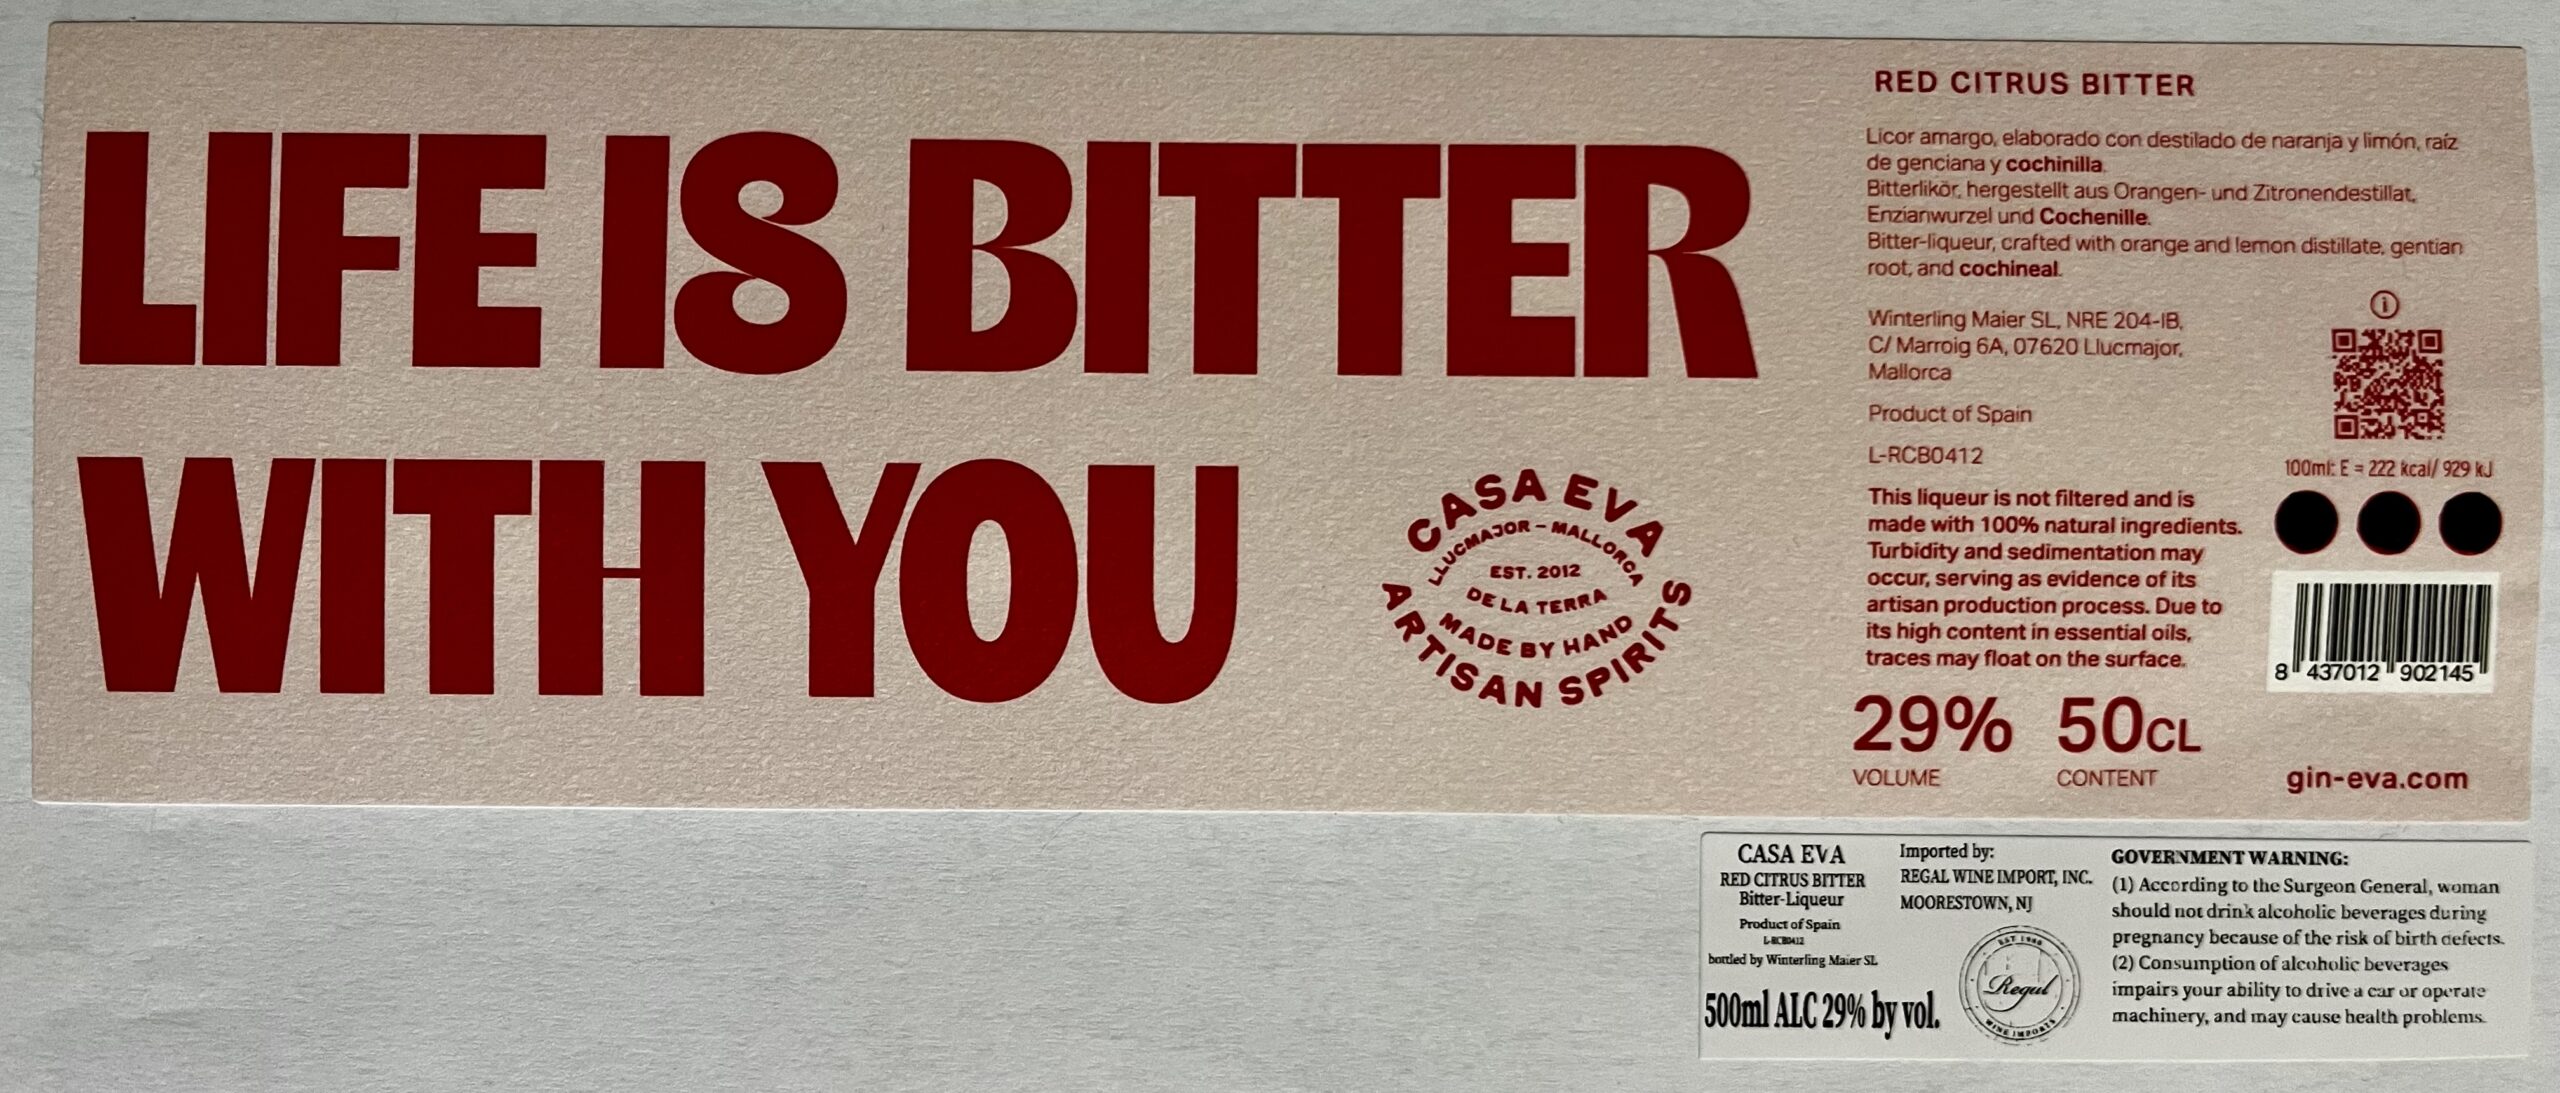 LIFE IS BITTER
WITH YOU
CASA EVA
LLUCMAJOR – MALLORCA
EST. 2012
DE LA TERRA
MADE BY HAND
ARTISAN SPIRITS
RED CITRUS BITTER
Licor amargo, elaborado con destilado de naranja y limón, raíz
de genciana y cochinilla.
Bitterlikör, hergestellt aus Orangen- und Zitronendestillat,
Enzianwurzel und Cochenille.
Bitter-liqueur, crafted with orange and lemon distillate, gentian
root, and cochineal.
Winterling Maier SL, NRE 204-IB,
C/ Marroig 6A, 07620 Llucmajor,
Mallorca
Product of Spain
L-RCB0412
This liqueur is not filtered and is
made with 100% natural ingredients.
Turbidity and sedimentation may
occur, serving as evidence of its
artisan production process. Due to
its high content in essential oils,
traces may float on the surface.
29% 50CL
VOLUME CONTENT
i
100ml: E = 222 kcal/ 929 kJ
8 437012 902145
gin-eva.com
CASA EVA
RED CITRUS BITTER
Bitter-Liqueur
Product of Spain
L-RCB0412
bottled by Winterling Maier SL
500ml ALC 29% by vol.
Imported by:
REGAL WINE IMPORT, INC.
MOORESTOWN, NJ
Regal
WINE IMPORTS
GOVERNMENT WARNING:
(1) According to the Surgeon General, woman
should not drink alcoholic beverages during
pregnancy because of the risk of birth defects.
(2) Consumption of alcoholic beverages
impairs your ability to drive a car or operate
machinery, and may cause health problems.